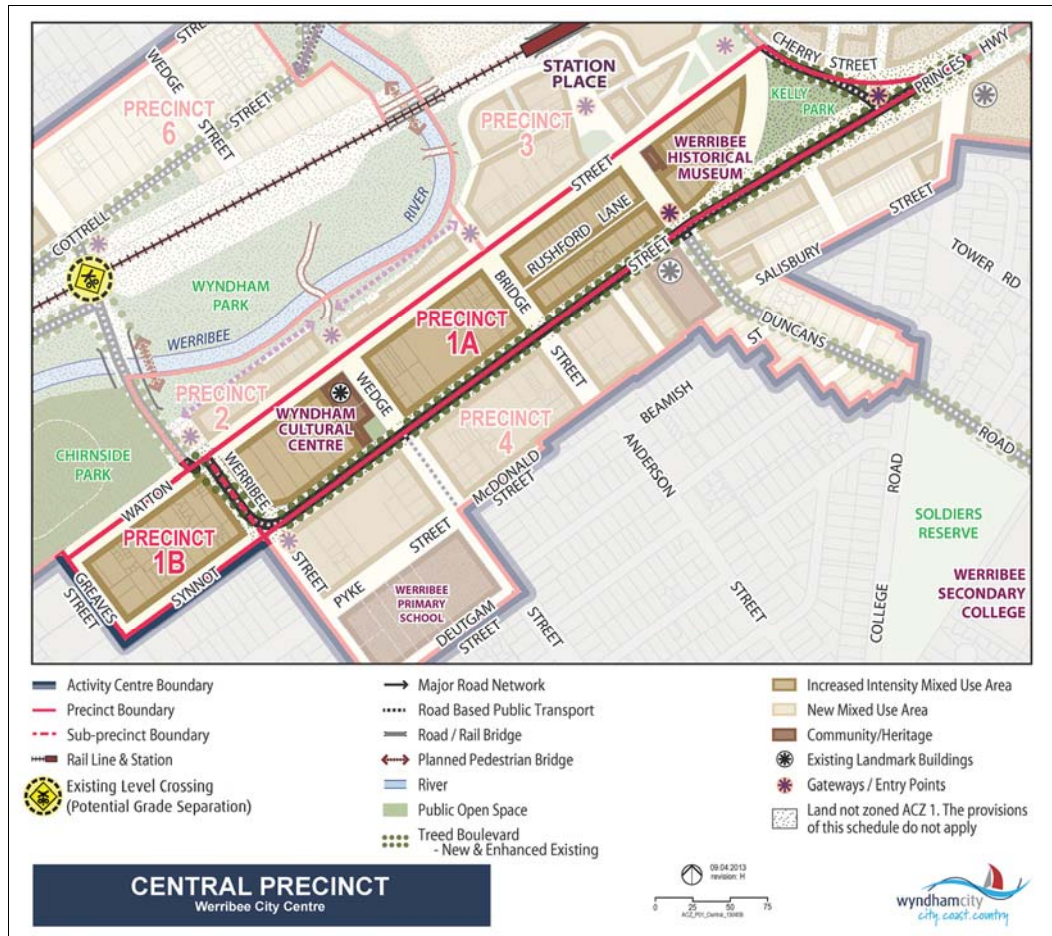 CHERRY
STREET
PRINCES HWY
STREET
WEDGE
STREET
STATION
PLACE
KELLY
PARK
PRECINCT
6
STREET
COTTRELL
PRECINCT
3
WERRIBEE
HISTORICAL
MUSEUM
RIVER
STREET
RUSHFORD LANE
STREET
STREET
SALISBURY
TOWER RD
WYNDHAM
PARK
WERRIBEE
BRIDGE
STREET
PRECINCT
1A
DUNCANS
ROAD
ST
PRECINCT
2
WEDGE
WYNDHAM
CULTURAL
CENTRE
PRECINCT
4
BEAMISH
ANDERSON
STREET
CHIRNSIDE
PARK
WERRIBEE
STREET
McDONALD
STREET
WATTON
ROAD
COLLEGE
SOLDIERS
RESERVE
PRECINCT
1B
GREAVES
STREET
SYNNOT
PYKE
STREET
WERRIBEE
PRIMARY
SCHOOL
DEUTGAM
STREET
STREET
WERRIBEE
SECONDARY
COLLEGE
Activity Centre Boundary
Precinct Boundary
Sub-precinct Boundary
Rail Line & Station
Existing Level Crossing
(Potential Grade Separation)
Major Road Network
Road Based Public Transport
Road / Rail Bridge
Planned Pedestrian Bridge
River
Public Open Space
Treed Boulevard
- New & Enhanced Existing
Increased Intensity Mixed Use Area
New Mixed Use Area
Community/Heritage
Existing Landmark Buildings
Gateways / Entry Points
Land not zoned ACZ 1. The provisions
of this schedule do not apply
CENTRAL PRECINCT
Werribee City Centre
09.04.2013
revision: H
0 25 50 75
wyndhamcity
city. coast. country